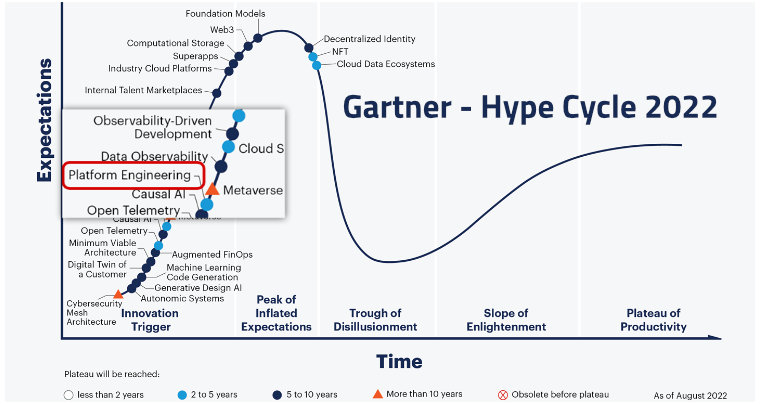 Foundation Models
Web3
Computational Storage
Superapps
Industry Cloud Platforms
Internal Talent Marketplaces
Decentralized Identity
NFT
Cloud Data Ecosystems
Gartner - Hype Cycle 2022
Expectations
Observability-Driven
Development
Cloud S
Data Observability
Platform Engineering
Metaverse
Causal AI
Open Telemetry
Causal AI
Metaverse
Open Telemetry
Minimum Viable
Architecture
Augmented FinOps
Digital Twin of
a Customer
Machine Learning
Code Generation
Generative Design AI
Autonomic Systems
Cybersecurity
Mesh
Architecture
Innovation
Trigger
Peak of
Inflated
Expectations
Trough of
Disillusionment
Slope of
Enlightenment
Plateau of
Productivity
Time
Plateau will be reached:
less than 2 years
2 to 5 years
5 to 10 years
More than 10 years
Obsolete before plateau
As of August 2022